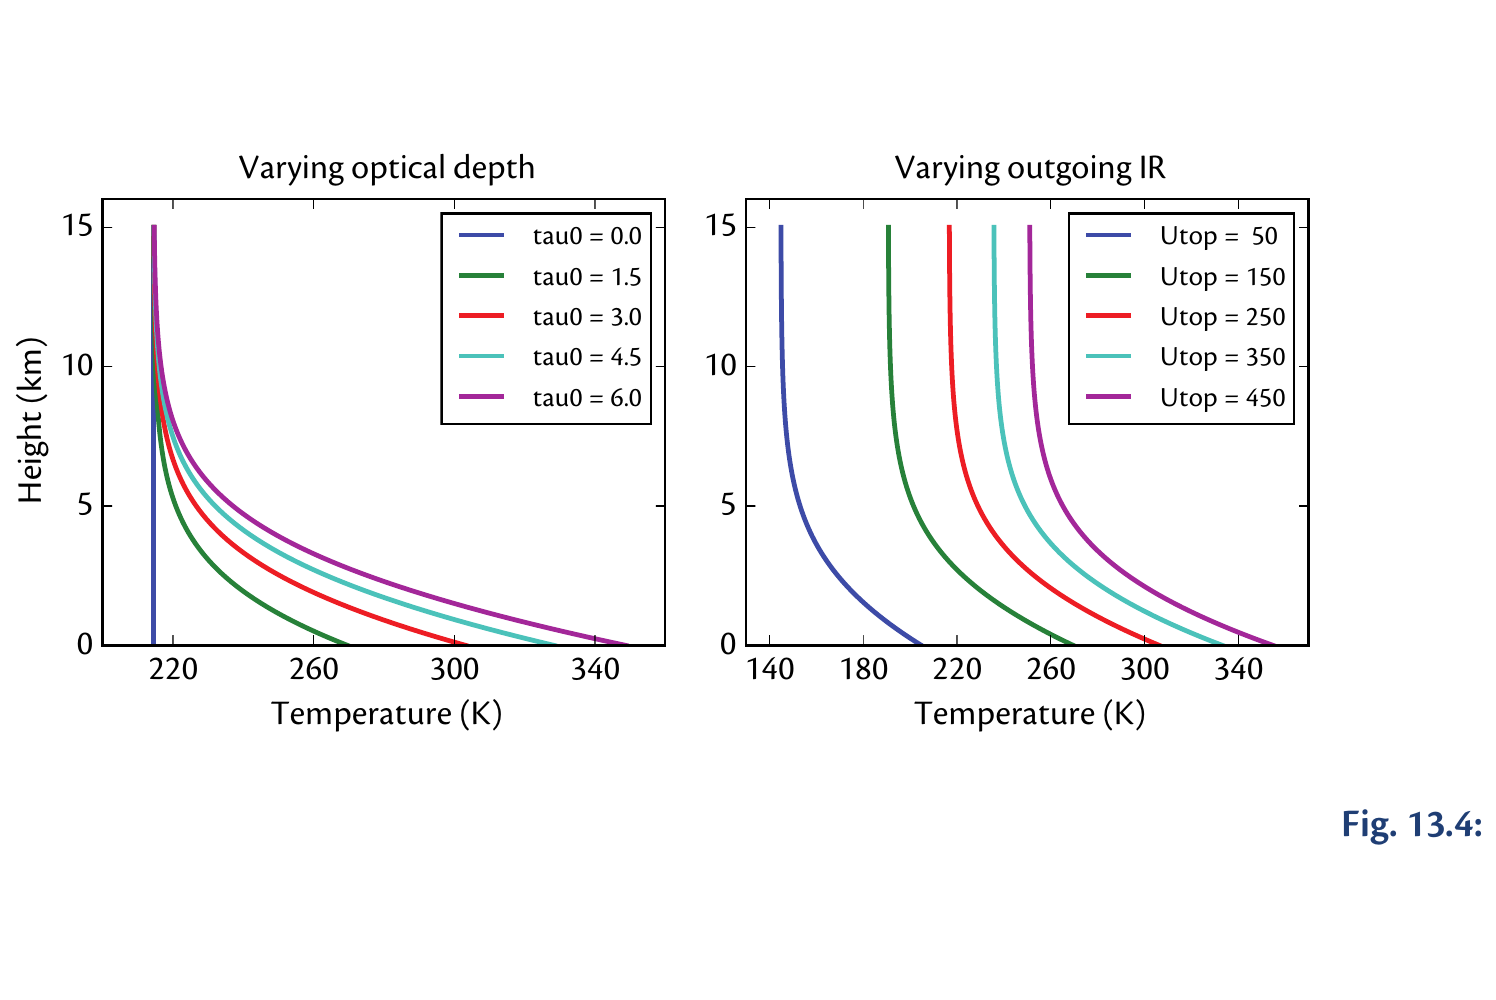 Varying optical depth
15
10
5
0
Height (km)
tau0 = 0.0
tau0 = 1.5
tau0 = 3.0
tau0 = 4.5
tau0 = 6.0
220 260 300 340
Temperature (K)
Varying outgoing IR
15
10
5
0
Utop = 50
Utop = 150
Utop = 250
Utop = 350
Utop = 450
140 180 220 260 300 340
Temperature (K)
Fig. 13.4: